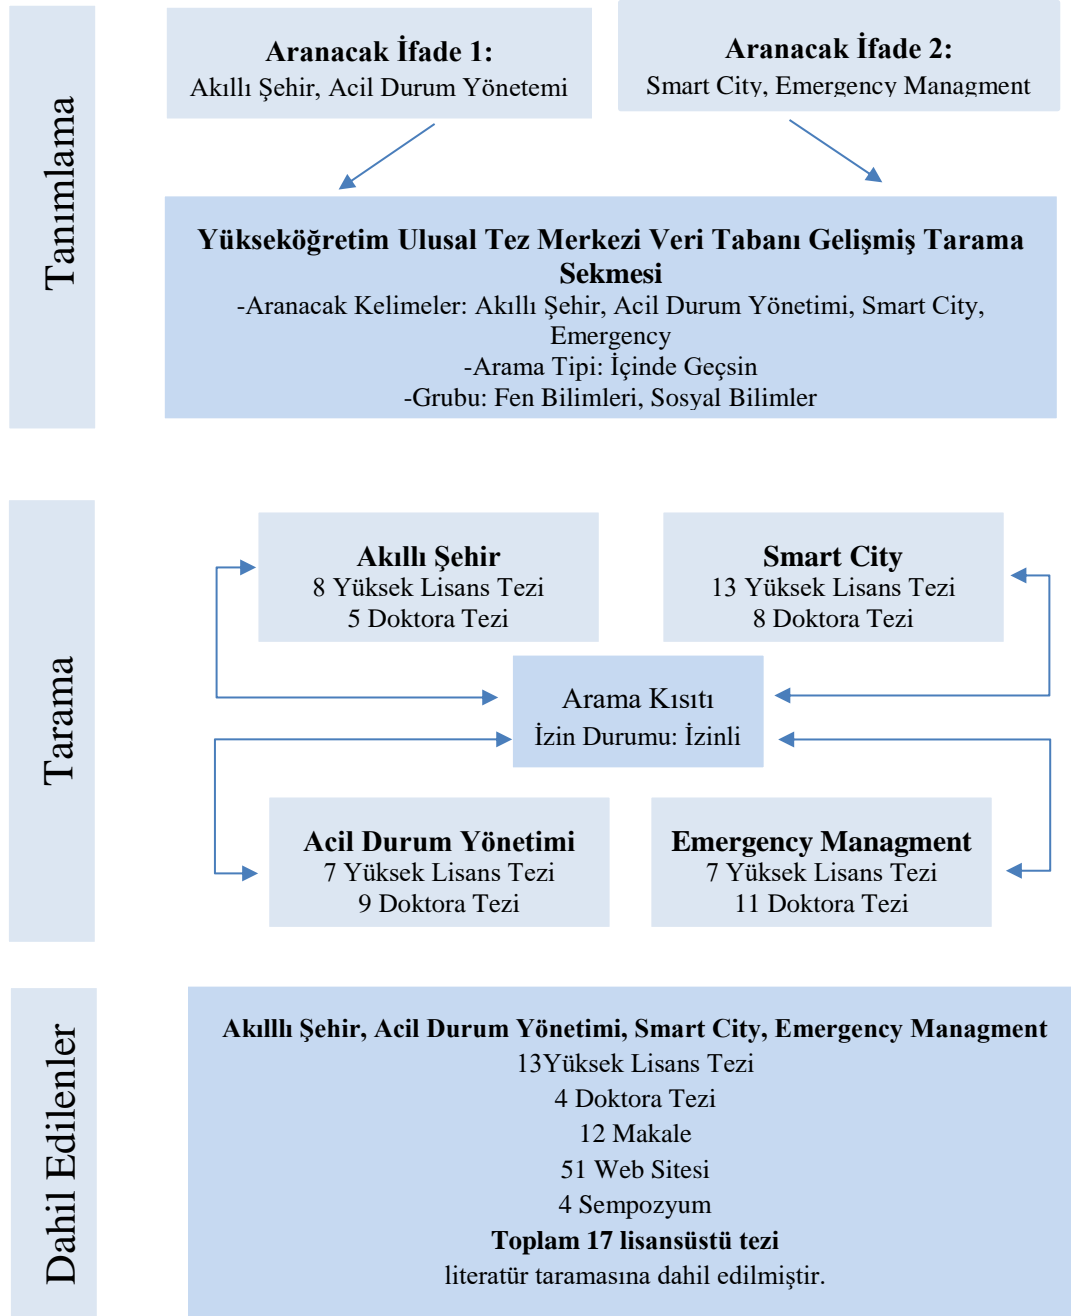 Tanımlama
Aranacak İfade 1:
Akıllı Şehir, Acil Durum Yönetemi
Aranacak İfade 2:
Smart City, Emergency Managment
Yükseköğretim Ulusal Tez Merkezi Veri Tabanı Gelişmiş Tarama
Sekmesi
-Aranacak Kelimeler: Akıllı Şehir, Acil Durum Yönetimi, Smart City,
Emergency
-Arama Tipi: İçinde Geçsin
-Grubu: Fen Bilimleri, Sosyal Bilimler
Tarama
Akıllı Şehir
8 Yüksek Lisans Tezi
5 Doktora Tezi
Smart City
13 Yüksek Lisans Tezi
8 Doktora Tezi
Arama Kısıtı
İzin Durumu: İzinli
Acil Durum Yönetimi
7 Yüksek Lisans Tezi
9 Doktora Tezi
Emergency Managment
7 Yüksek Lisans Tezi
11 Doktora Tezi
Dahil Edilenler
Akılllı Şehir, Acil Durum Yönetimi, Smart City, Emergency Managment
13Yüksek Lisans Tezi
4 Doktora Tezi
12 Makale
51 Web Sitesi
4 Sempozyum
Toplam 17 lisansüstü tezi
literatür taramasına dahil edilmiştir.